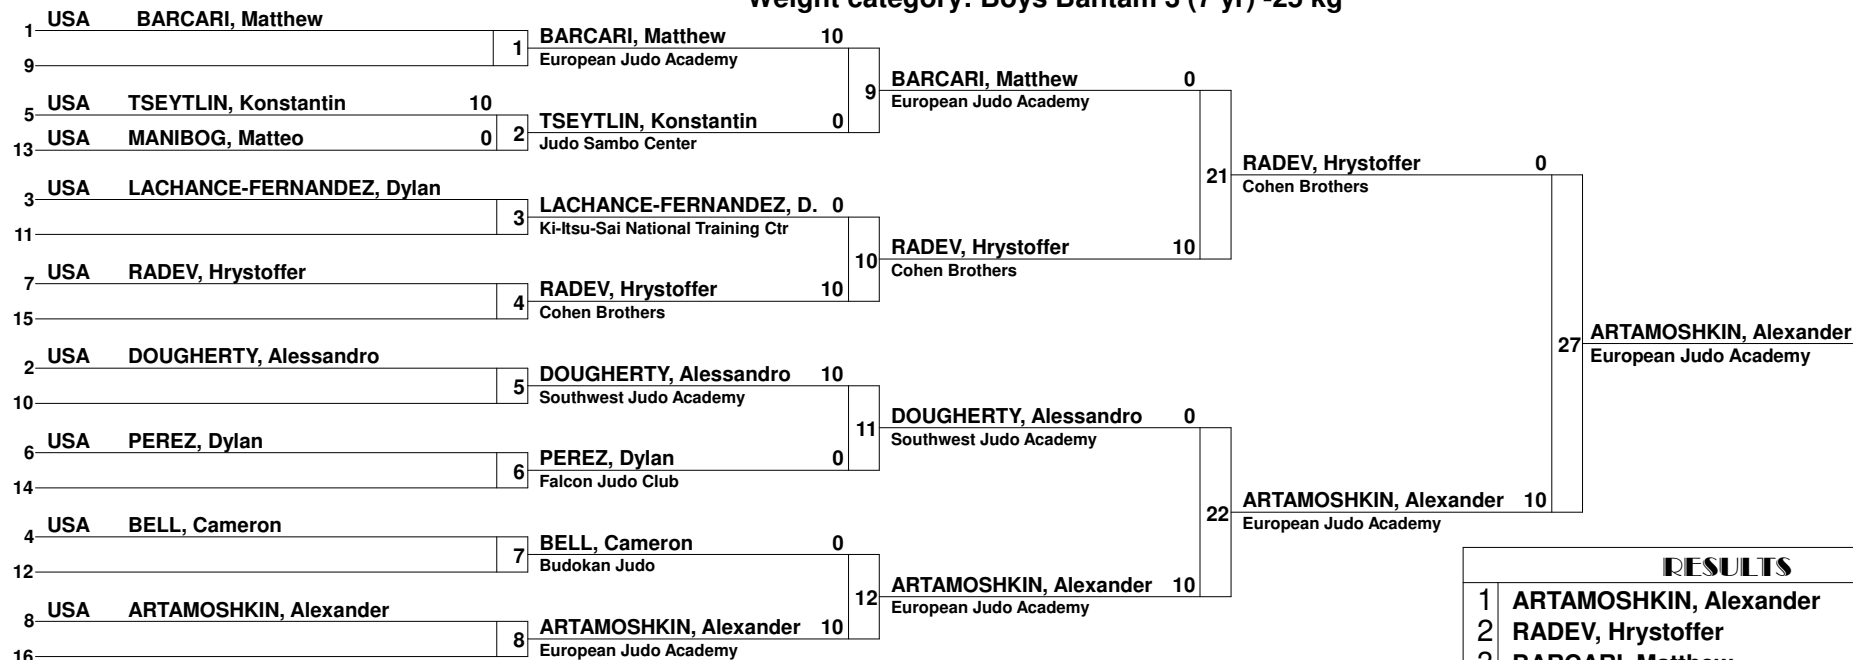 Weight category: Boys Bantam 3 (7 yr) -25 kg
1 USA BARCARI, Matthew
9
1
5 USA TSEYTLIN, Konstantin 10
13 USA MANIBOG, Matteo 0
2
3 USA LACHANCE-FERNANDEZ, Dylan
11
3
7 USA RADEV, Hrystoffer
15
4
2 USA DOUGHERTY, Alessandro
10
5
6 USA PEREZ, Dylan
14
6
4 USA BELL, Cameron
12
7
8 USA ARTAMOSHKIN, Alexander
16
8
BARCARI, Matthew 10
European Judo Academy
9
TSEYTLIN, Konstantin 0
Judo Sambo Center
LACHANCE-FERNANDEZ, D. 0
Ki-Itsu-Sai National Training Ctr
10
RADEV, Hrystoffer 10
Cohen Brothers
DOUGHERTY, Alessandro 10
Southwest Judo Academy
11
PEREZ, Dylan 0
Falcon Judo Club
BELL, Cameron 0
Budokan Judo
12
ARTAMOSHKIN, Alexander 10
European Judo Academy
BARCARI, Matthew 0
European Judo Academy
21
RADEV, Hrystoffer 10
Cohen Brothers
DOUGHERTY, Alessandro 0
Southwest Judo Academy
22
ARTAMOSHKIN, Alexander 10
European Judo Academy
RADEV, Hrystoffer 0
Cohen Brothers
27
ARTAMOSHKIN, Alexander 10
European Judo Academy
ARTAMOSHKIN, Alexander
European Judo Academy
RESULTS
1 ARTAMOSHKIN, Alexander
2 RADEV, Hrystoffer
3 BARCARI, Matthew